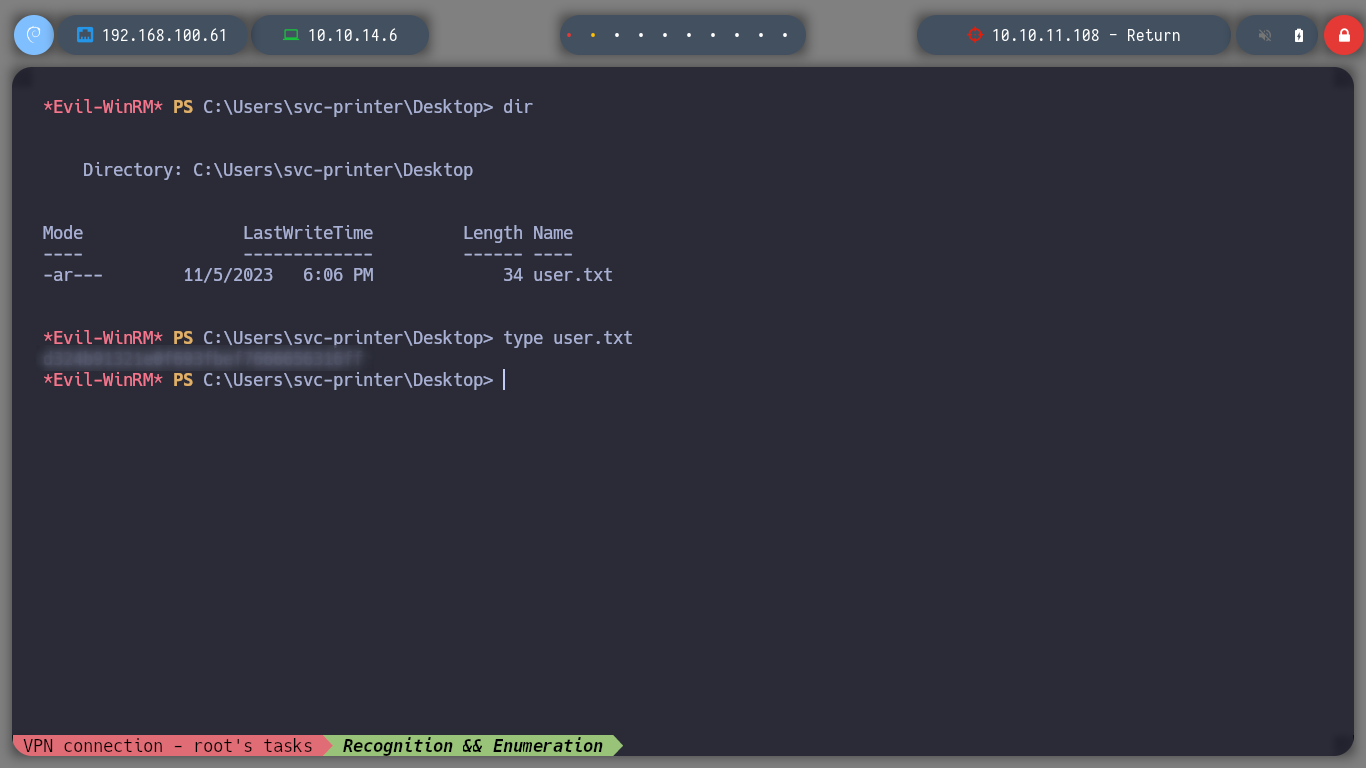 192.168.100.61 10.10.14.6 10.10.11.108 - Return
*Evil-WinRM* PS C:\Users\svc-printer\Desktop> dir
Directory: C:\Users\svc-printer\Desktop
Mode LastWriteTime Length Name
---- ------------- ------ ----
-ar--- 11/5/2023 6:06 PM 34 user.txt
*Evil-WinRM* PS C:\Users\svc-printer\Desktop> type user.txt
*Evil-WinRM* PS C:\Users\svc-printer\Desktop>
VPN connection - root's tasks Recognition && Enumeration